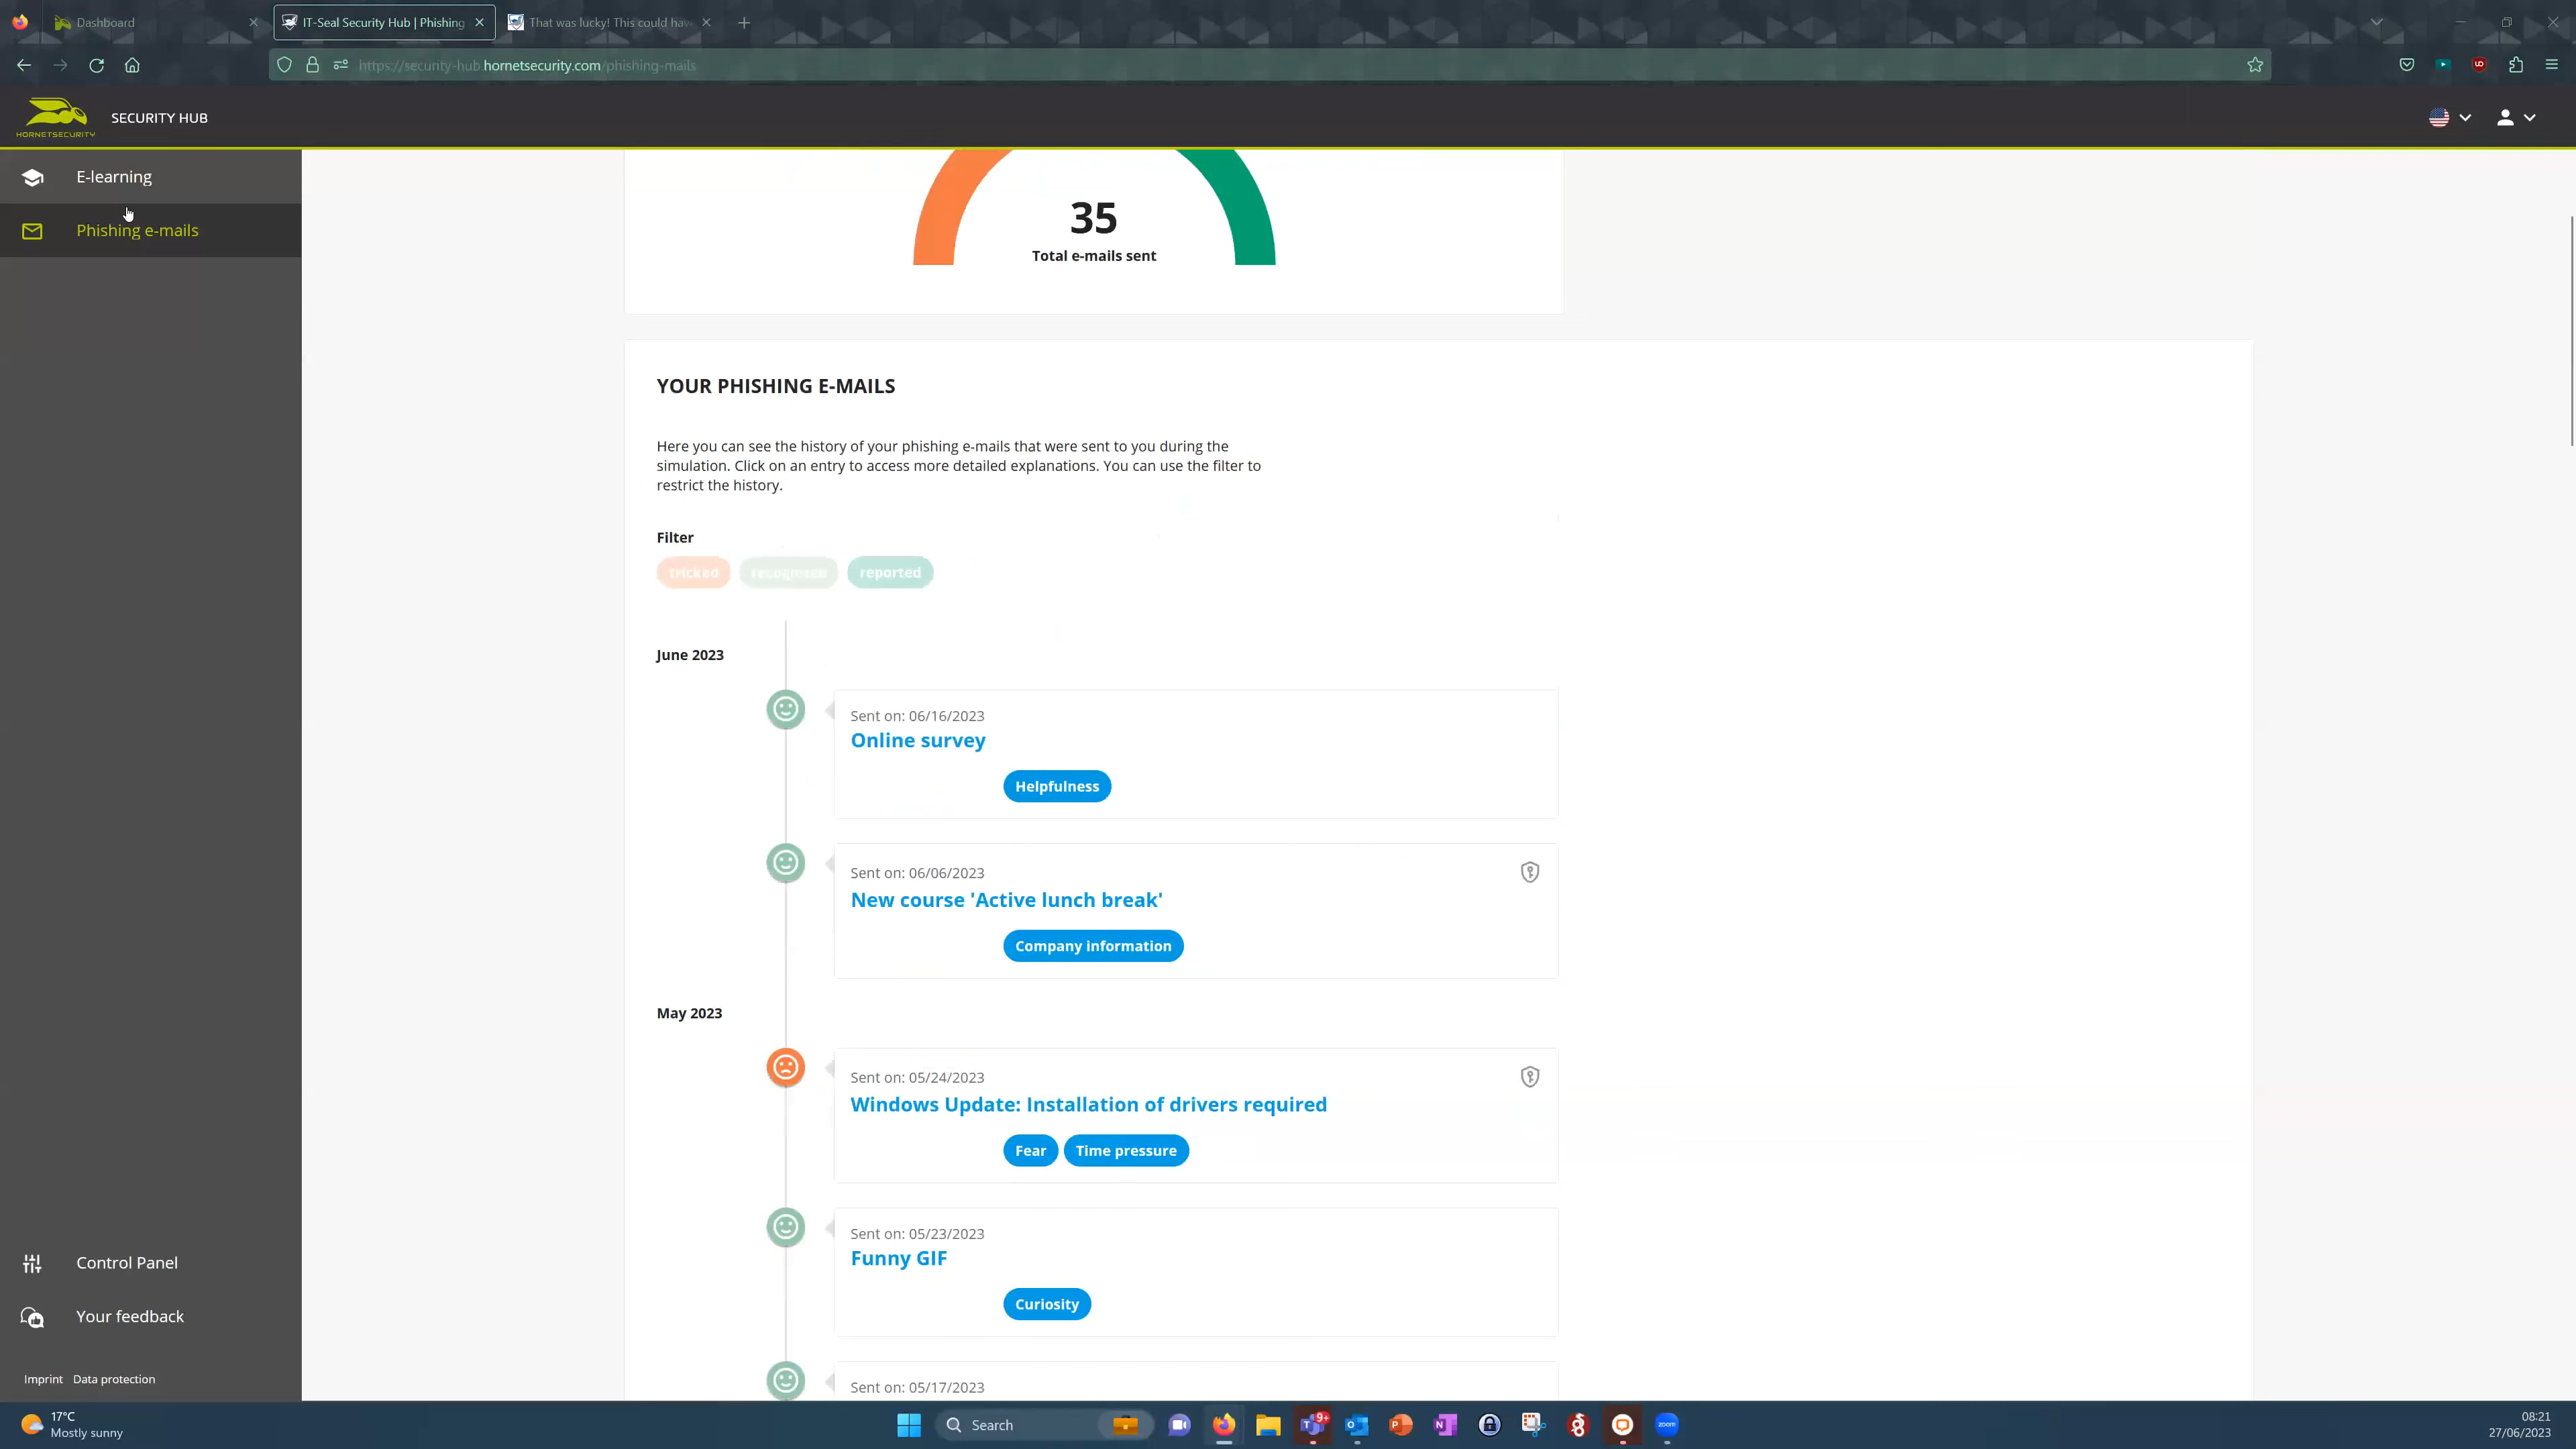 Dashboard
IT-Seal Security Hub | Phishing
That was lucky! This could hav
https://security-hub.hornetsecurity.com/phishing-mails
HORNETSECURITY
SECURITY HUB
E-learning
Phishing e-mails
35
Total e-mails sent
YOUR PHISHING E-MAILS
Here you can see the history of your phishing e-mails that were sent to you during the
simulation. Click on an entry to access more detailed explanations. You can use the filter to
restrict the history.
Filter
tricked recognized reported
June 2023
Sent on: 06/16/2023
Online survey
Helpfulness
Sent on: 06/06/2023
New course 'Active lunch break'
Company information
May 2023
Sent on: 05/24/2023
Windows Update: Installation of drivers required
Fear Time pressure
Sent on: 05/23/2023
Funny GIF
Curiosity
Sent on: 05/17/2023
Control Panel
Your feedback
Imprint Data protection
17°C
Mostly sunny
Search
9+
zoom
08:21
27/06/2023